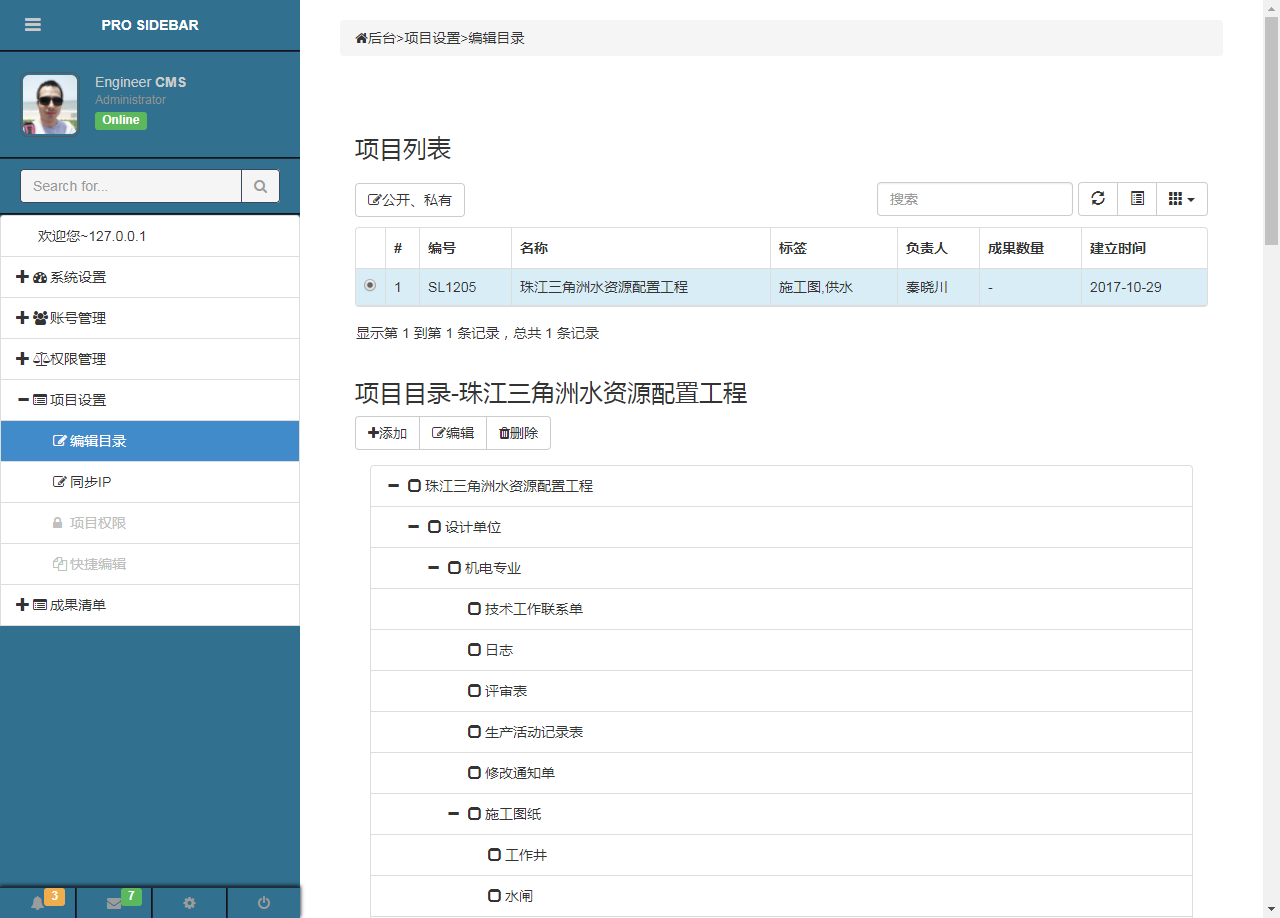 PRO SIDEBAR
Engineer CMS
Administrator
Online
Search for...
欢迎您~127.0.0.1
系统设置
账号管理
权限管理
项目设置
编辑目录
同步IP
项目权限
快捷编辑
成果清单
3
7
后台>项目设置>编辑目录
项目列表
公开、私有
搜索
# 编号 名称 标签 负责人 成果数量 建立时间
1 SL1205 珠江三角洲水资源配置工程 施工图,供水 秦晓川 - 2017-10-29
显示第 1 到第 1 条记录，总共 1 条记录
项目目录-珠江三角洲水资源配置工程
添加 编辑 删除
珠江三角洲水资源配置工程
设计单位
机电专业
技术工作联系单
日志
评审表
生产活动记录表
修改通知单
施工图纸
工作井
水闸